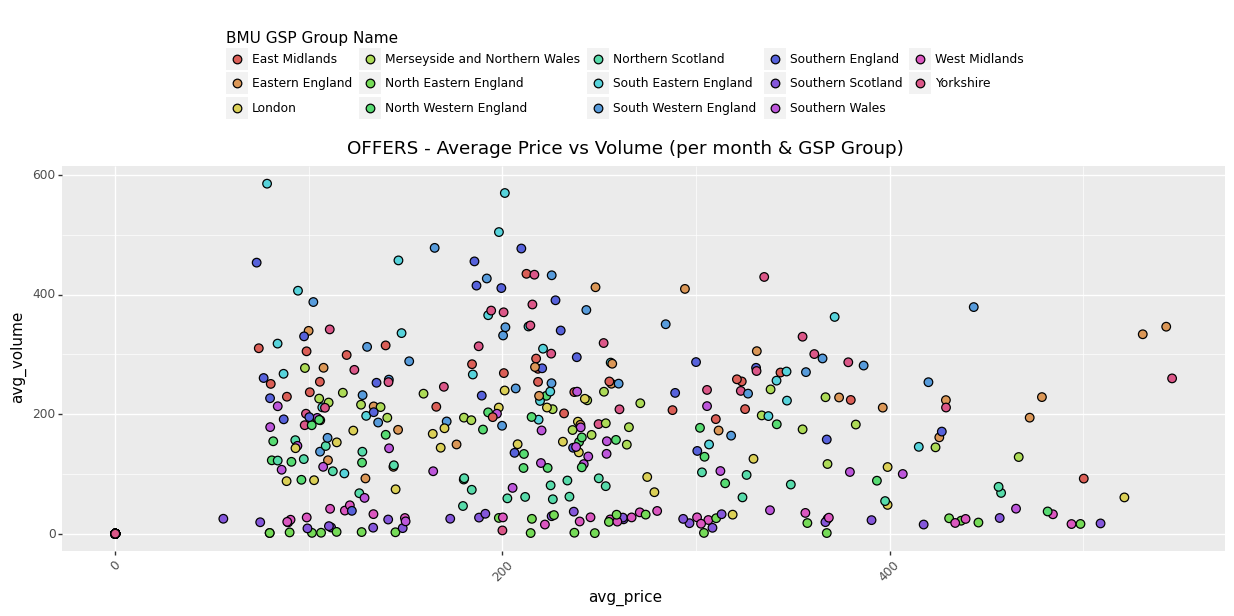 BMU GSP Group Name
East Midlands Merseyside and Northern Wales Northern Scotland Southern England West Midlands
Eastern England North Eastern England South Eastern England Southern Scotland Yorkshire
London North Western England South Western England Southern Wales
OFFERS - Average Price vs Volume (per month & GSP Group)
600
400
200
0
avg_volume
0 200 400
avg_price